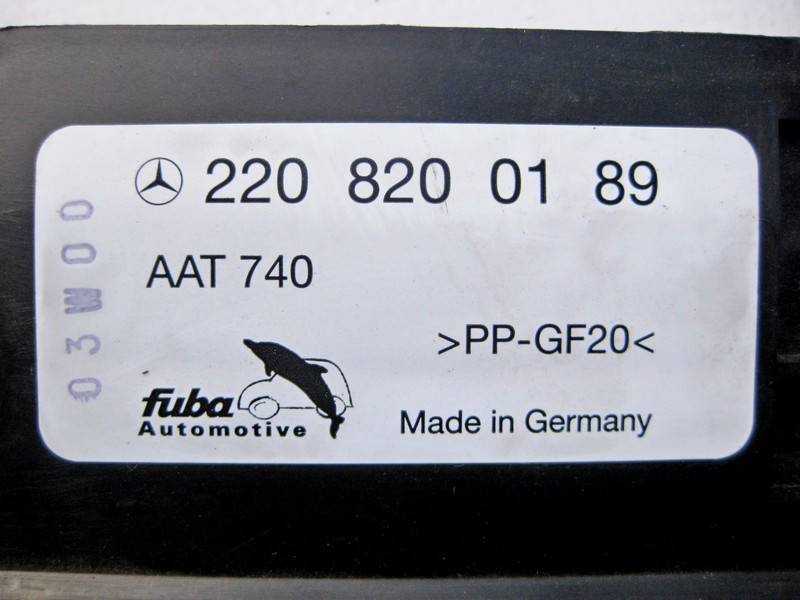 220 820 01 89
AAT 740
>PP-GF20<
fuba
Automotive
Made in Germany
03W00